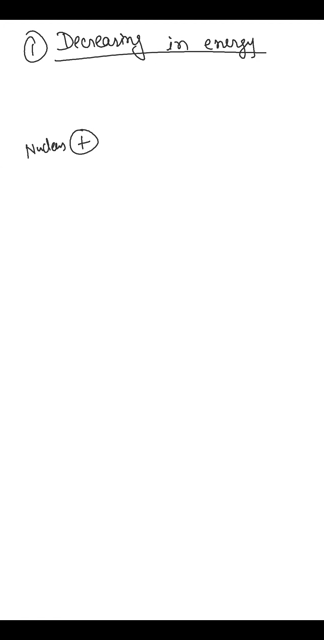 ① Decreasing in energy
Nucleus +